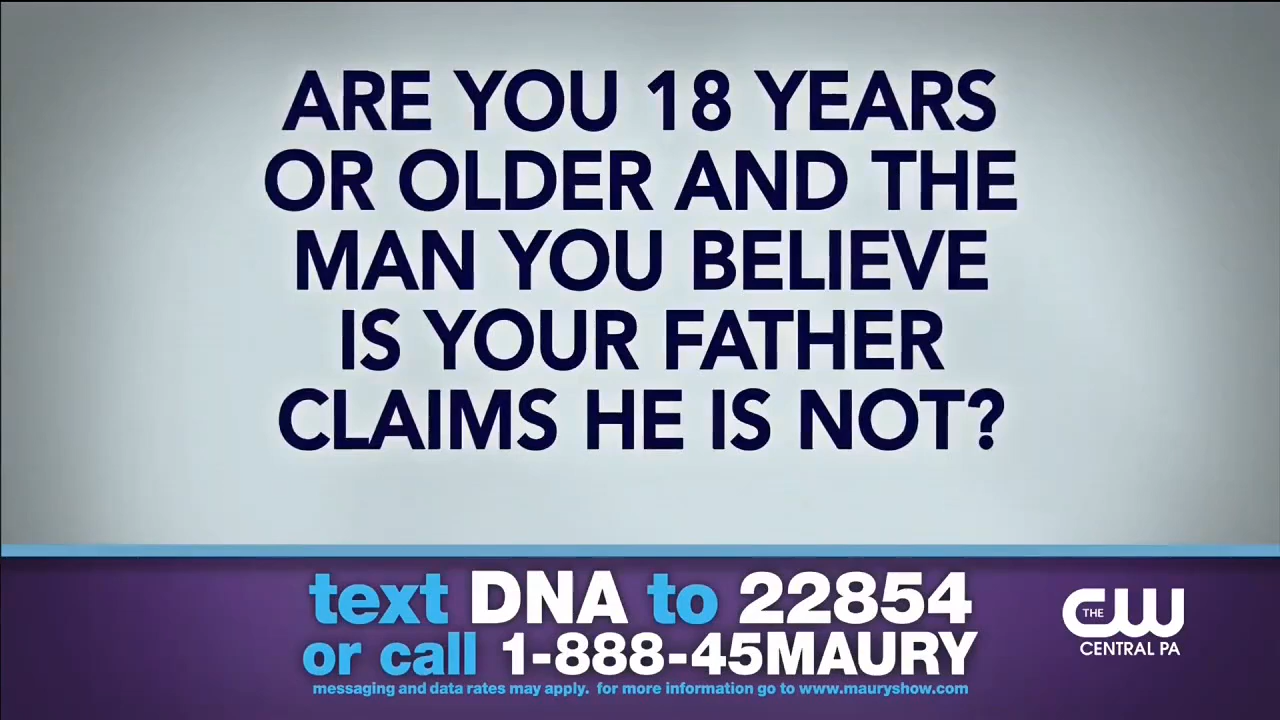 ARE YOU 18 YEARS
OR OLDER AND THE
MAN YOU BELIEVE
IS YOUR FATHER
CLAIMS HE IS NOT?
text DNA to 22854
or call 1-888-45MAURY
messaging and data rates may apply. for more information go to www.mauryshow.com
THE CW
CENTRAL PA